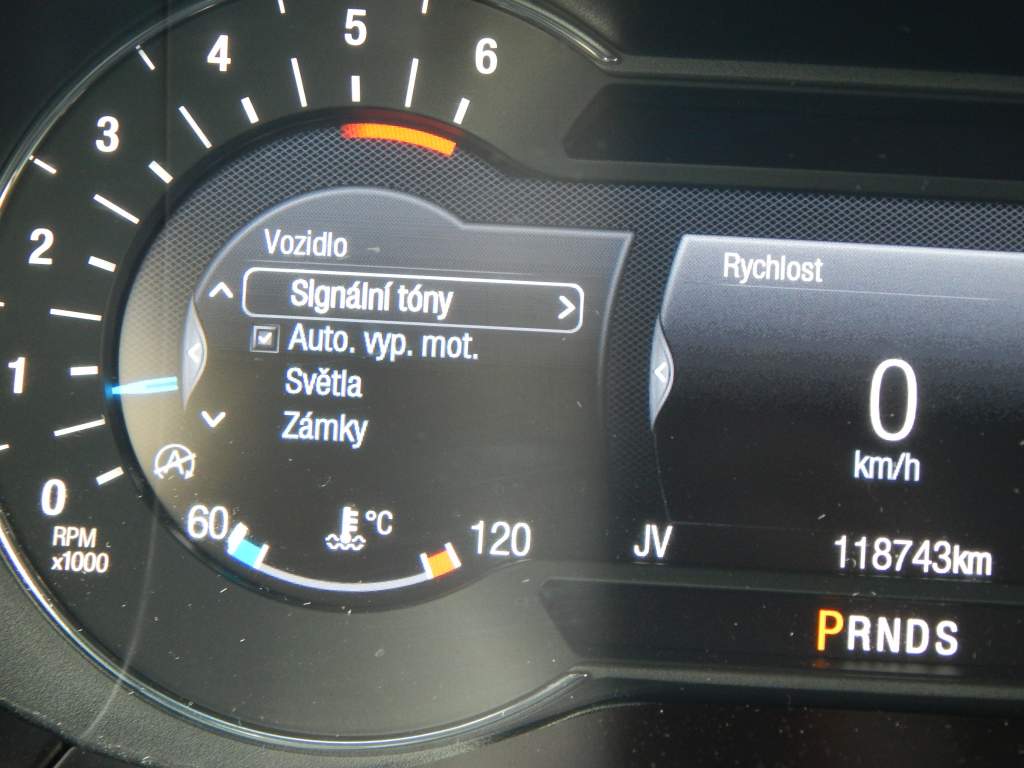 6
5
4
3
2
1
0
RPM
x1000
Vozidlo
Signální tóny
Auto. vyp. mot.
Světla
Zámky
A
60
°C
120
Rychlost
0
km/h
JV
118743km
PRNDS